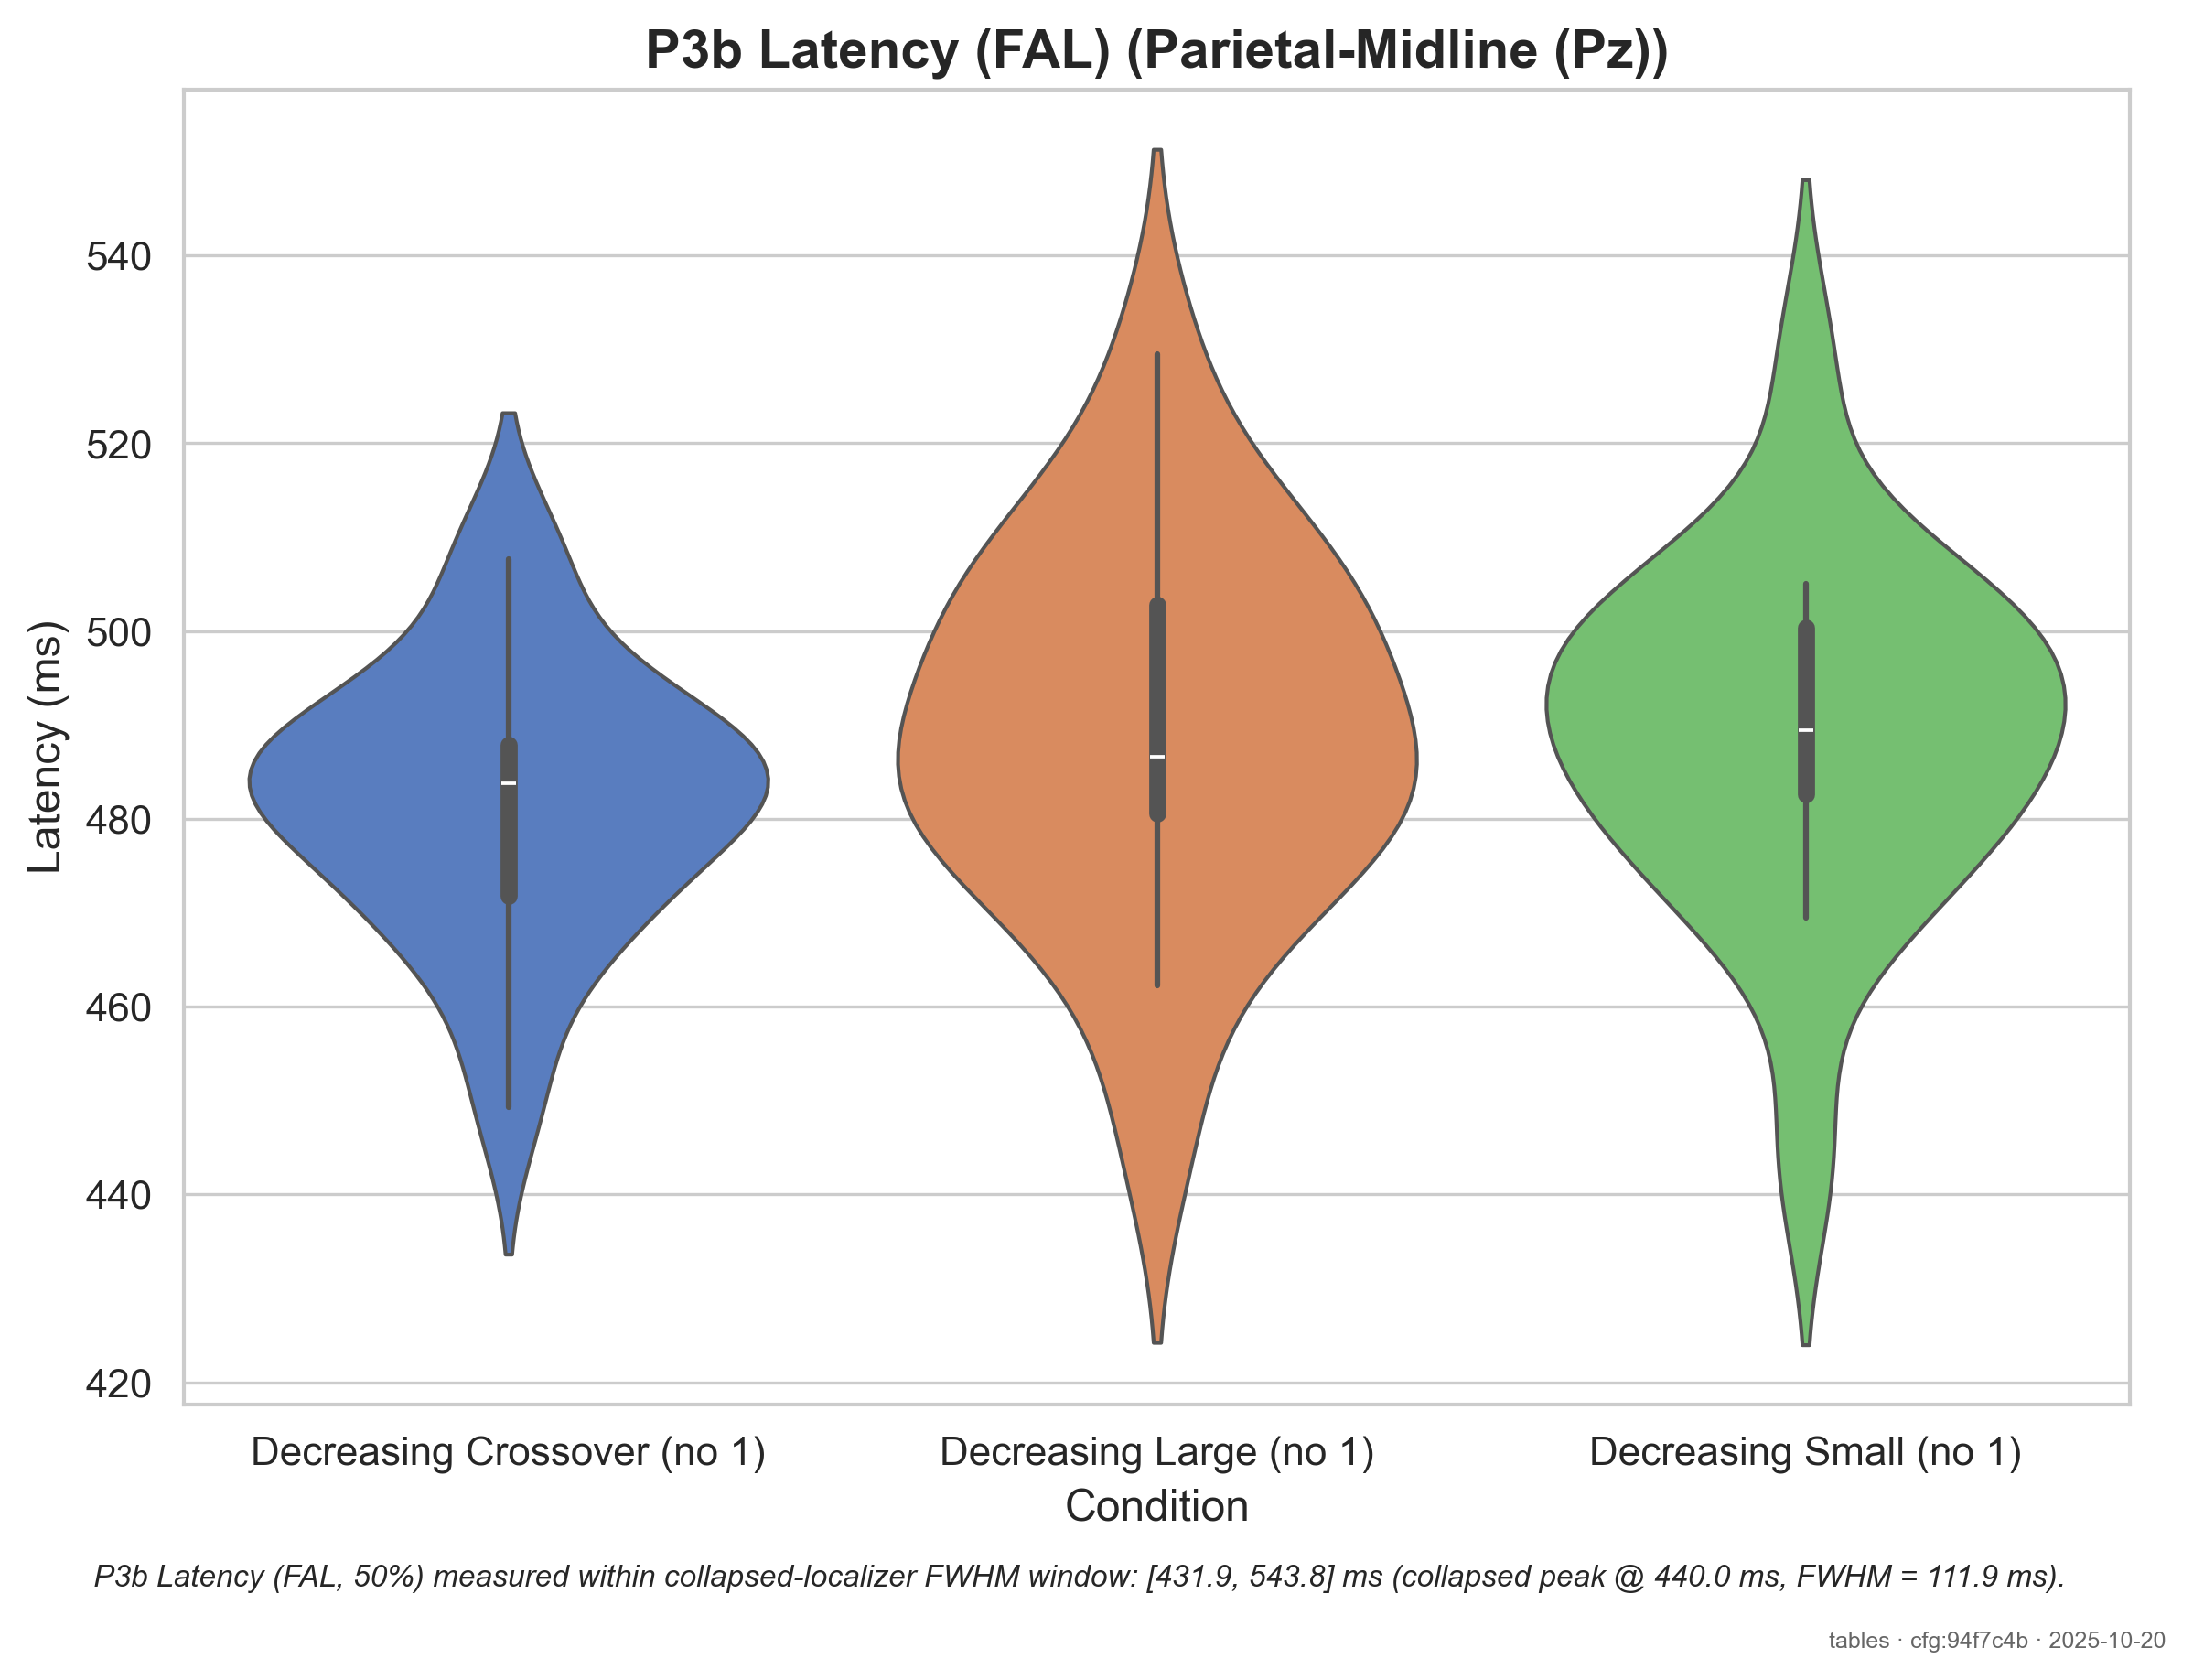 P3b Latency (FAL) (Parietal-Midline (Pz))
Latency (ms)
540
520
500
480
460
440
420
Decreasing Crossover (no 1)
Decreasing Large (no 1)
Decreasing Small (no 1)
Condition
P3b Latency (FAL, 50%) measured within collapsed-localizer FWHM window: [431.9, 543.8] ms (collapsed peak @ 440.0 ms, FWHM = 111.9 ms).
tables · cfg:94f7c4b · 2025-10-20